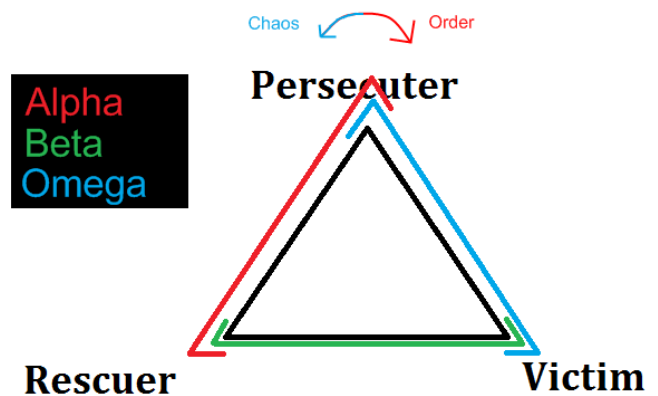 Chaos Order
Persecuter
Alpha
Beta
Omega
Rescuer Victim